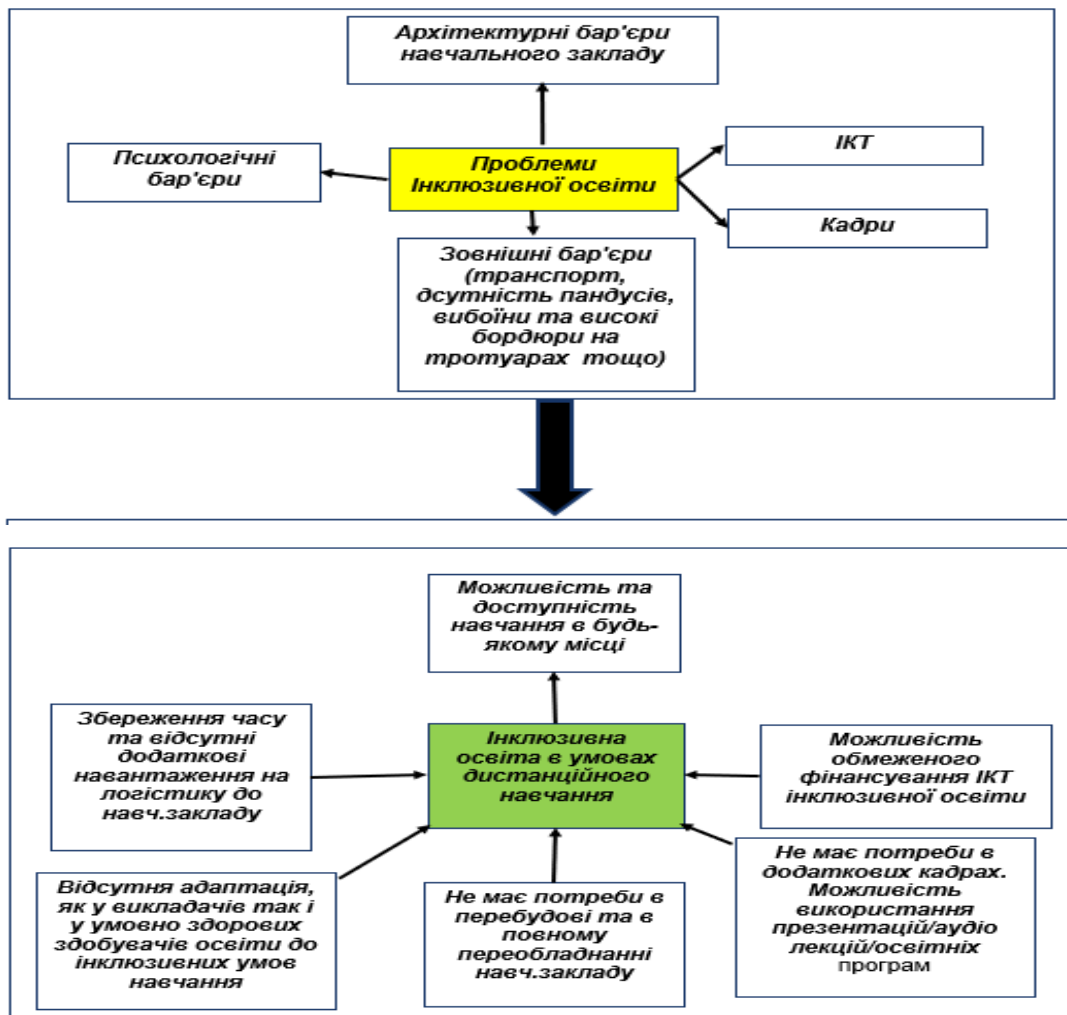 Архітектурні бар'єри
навчального закладу
Психологічні
бар'єри
Проблеми
Інклюзивної освіти
ІКТ
Кадри
Зовнішні бар'єри
(транспорт,
дсутність пандусів,
вибоїни та високі
бордюри на
тротуарах тощо)
Можливість та
доступність
навчання в будь-
якому місці
Збереження часу
та відсутні
додаткові
навантаження на
логістику до
навч.закладу
Інклюзивна
освіта в умовах
дистанційного
навчання
Можливість
обмеженого
фінансування ІКТ
інклюзивної освіти
Відсутня адаптація,
як у викладачів так і
у умовно здорових
здобувачів освіти до
інклюзивних умов
навчання
Не має потреби в
перебудові та в
повному
переобладнанні
навч.закладу
Не має потреби в
додаткових кадрах.
Можливість
використання
презентацій/аудіо
лекцій/освітніх
програм